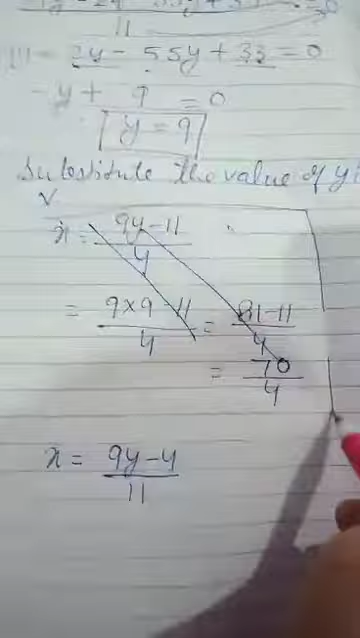 11
= 2y - 55y + 33 = 0
- y + 9 = 0
y = 9
Substitute the value of y
x = 9y - 11 / 4
= 9×9 - 11 / 4 = 81 - 11 / 4
= 70 / 4
x = 9y - 4 / 11